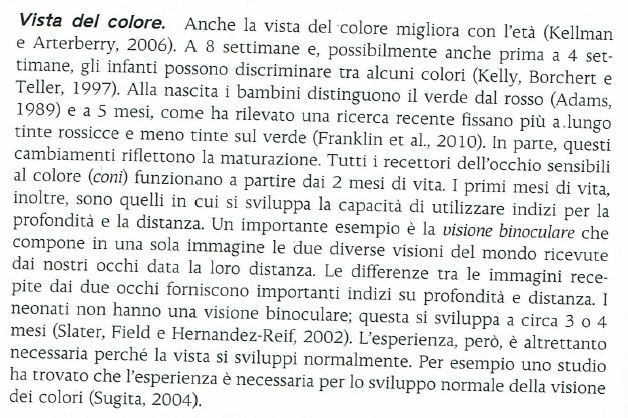 Vista del colore. Anche la vista del colore migliora con l'età (Kellman
e Arterberry, 2006). A 8 settimane e, possibilmente anche prima a 4 set-
timane, gli infanti possono discriminare tra alcuni colori (Kelly, Borchert e
Teller, 1997). Alla nascita i bambini distinguono il verde dal rosso (Adams,
1989) e a 5 mesi, come ha rilevato una ricerca recente fissano più a lungo
tinte rossicce e meno tinte sul verde (Franklin et al., 2010). In parte, questi
cambiamenti riflettono la maturazione. Tutti i recettori dell'occhio sensibili
al colore (coni) funzionano a partire dai 2 mesi di vita. I primi mesi di vita,
inoltre, sono quelli in cui si sviluppa la capacità di utilizzare indizi per la
profondità e la distanza. Un importante esempio è la visione binoculare che
compone in una sola immagine le due diverse visioni del mondo ricevute
dai nostri occhi data la loro distanza. Le differenze tra le immagini rece-
pite dai due occhi forniscono importanti indizi su profondità e distanza. I
neonati non hanno una visione binoculare; questa si sviluppa a circa 3 o 4
mesi (Slater, Field e Hernandez-Reif, 2002). L'esperienza, però, è altrettanto
necessaria perché la vista si sviluppi normalmente. Per esempio uno studio
ha trovato che l'esperienza è necessaria per lo sviluppo normale della visione
dei colori (Sugita, 2004).